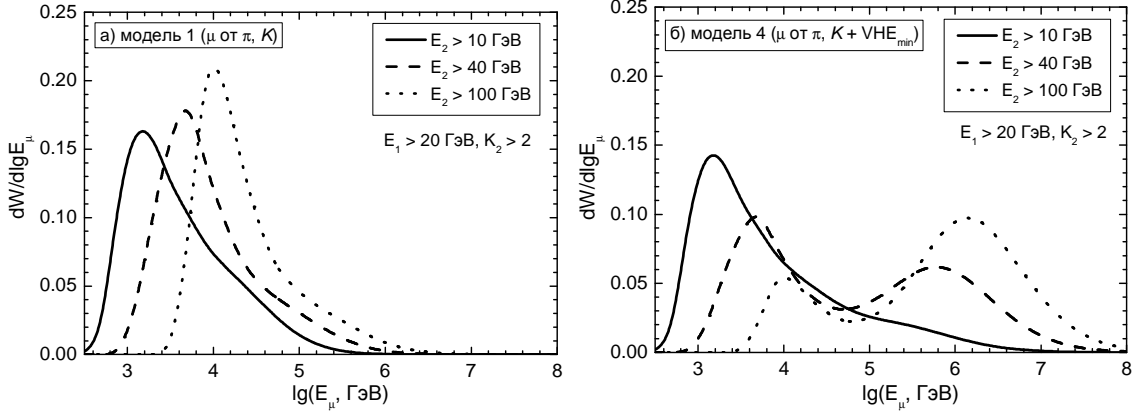 а) модель 1 (μ от π, K)
E₂ > 10 ГэВ
E₂ > 40 ГэВ
E₂ > 100 ГэВ
E₁ > 20 ГэВ, K₂ > 2
dW/dlgE_μ
0.25
0.20
0.15
0.10
0.05
0.00
3 4 5 6 7 8
lg(E_μ, ГэВ)
б) модель 4 (μ от π, K + VHE_min)
E₂ > 10 ГэВ
E₂ > 40 ГэВ
E₂ > 100 ГэВ
E₁ > 20 ГэВ, K₂ > 2
dW/dlgE_μ
0.25
0.20
0.15
0.10
0.05
0.00
3 4 5 6 7 8
lg(E_μ, ГэВ)